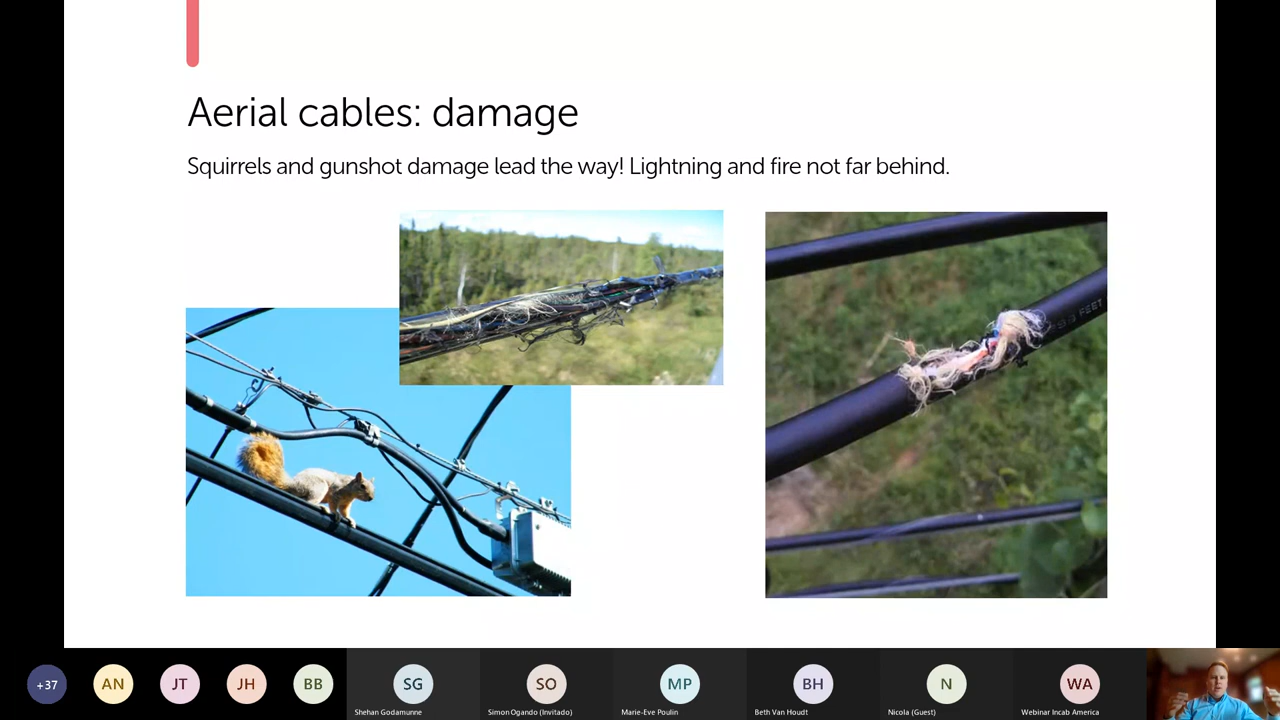 Aerial cables: damage
Squirrels and gunshot damage lead the way! Lightning and fire not far behind.
FEET
+37
AN
JT
JH
BB
SG
SO
MP
BH
N
WA
Shehan Godamunne
Simon Ogando (Invitado)
Marie-Eve Poulin
Beth Van Houdt
Nicola (Guest)
Webinar Incab America